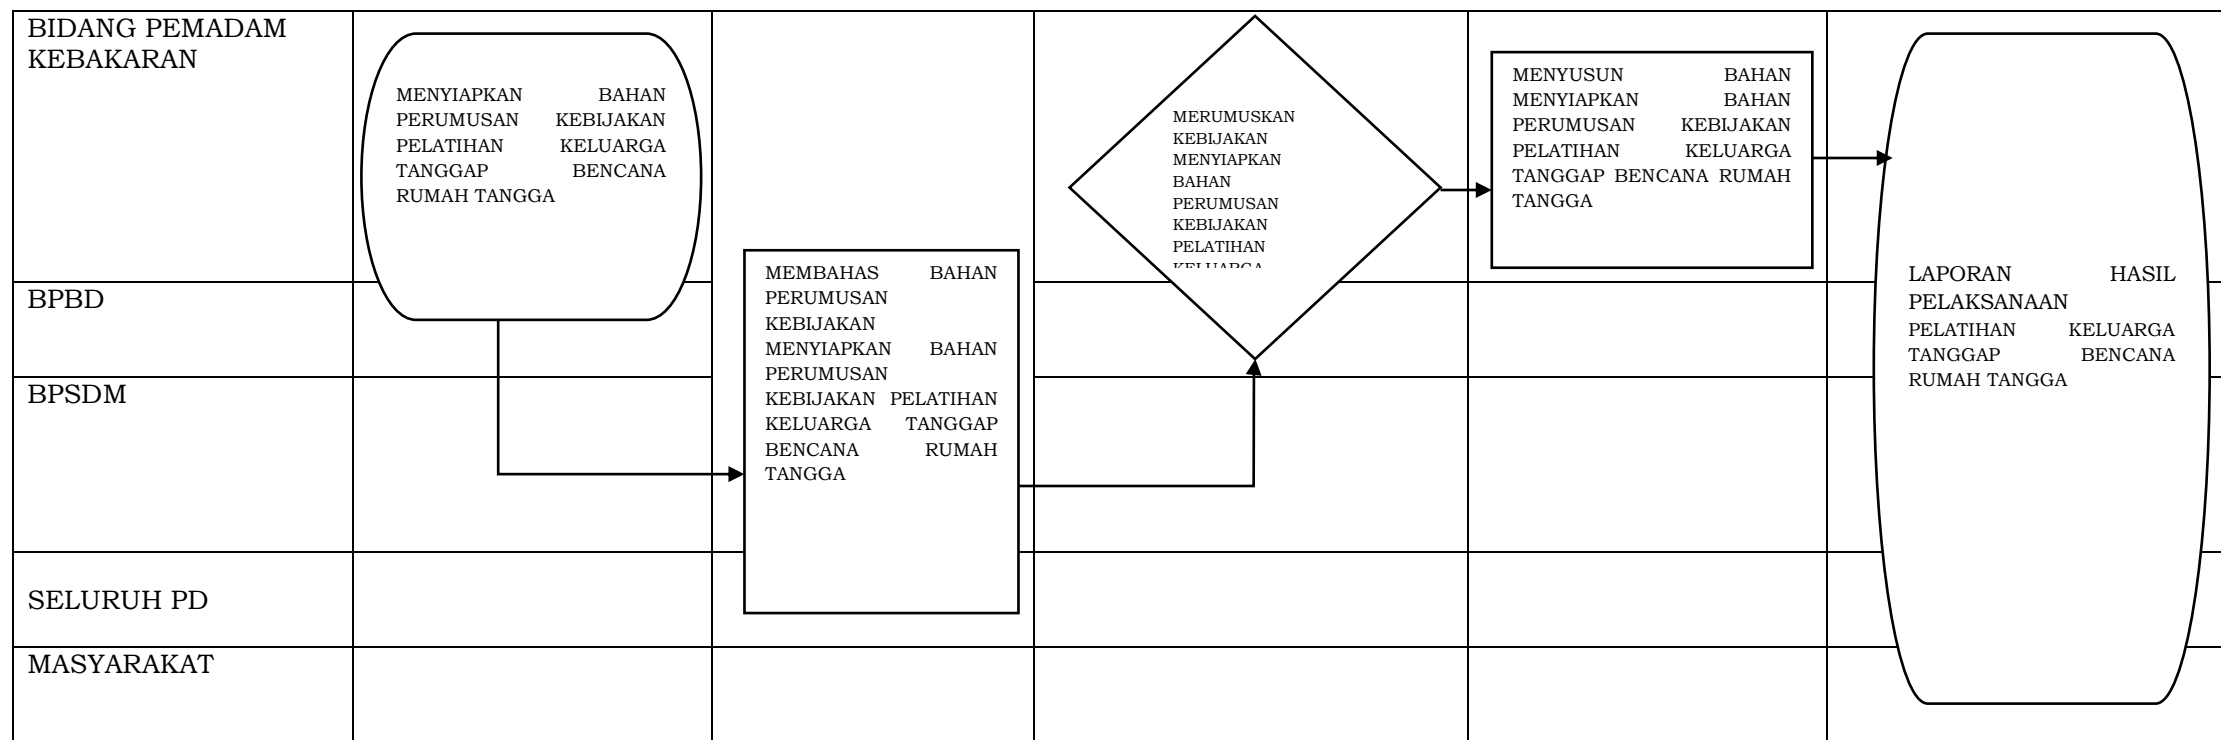 BIDANG PEMADAM
KEBAKARAN
MENYIAPKAN BAHAN
PERUMUSAN KEBIJAKAN
PELATIHAN KELUARGA
TANGGAP BENCANA
RUMAH TANGGA
MEMBAHAS BAHAN
PERUMUSAN
KEBIJAKAN
MENYIAPKAN BAHAN
PERUMUSAN
KEBIJAKAN PELATIHAN
KELUARGA TANGGAP
BENCANA RUMAH
TANGGA
MERUMUSKAN
KEBIJAKAN
MENYIAPKAN
BAHAN
PERUMUSAN
KEBIJAKAN
PELATIHAN
KELUARGA
MENYUSUN BAHAN
MENYIAPKAN BAHAN
PERUMUSAN KEBIJAKAN
PELATIHAN KELUARGA
TANGGAP BENCANA RUMAH
TANGGA
LAPORAN HASIL
PELAKSANAAN
PELATIHAN KELUARGA
TANGGAP BENCANA
RUMAH TANGGA
BPBD
BPSDM
SELURUH PD
MASYARAKAT